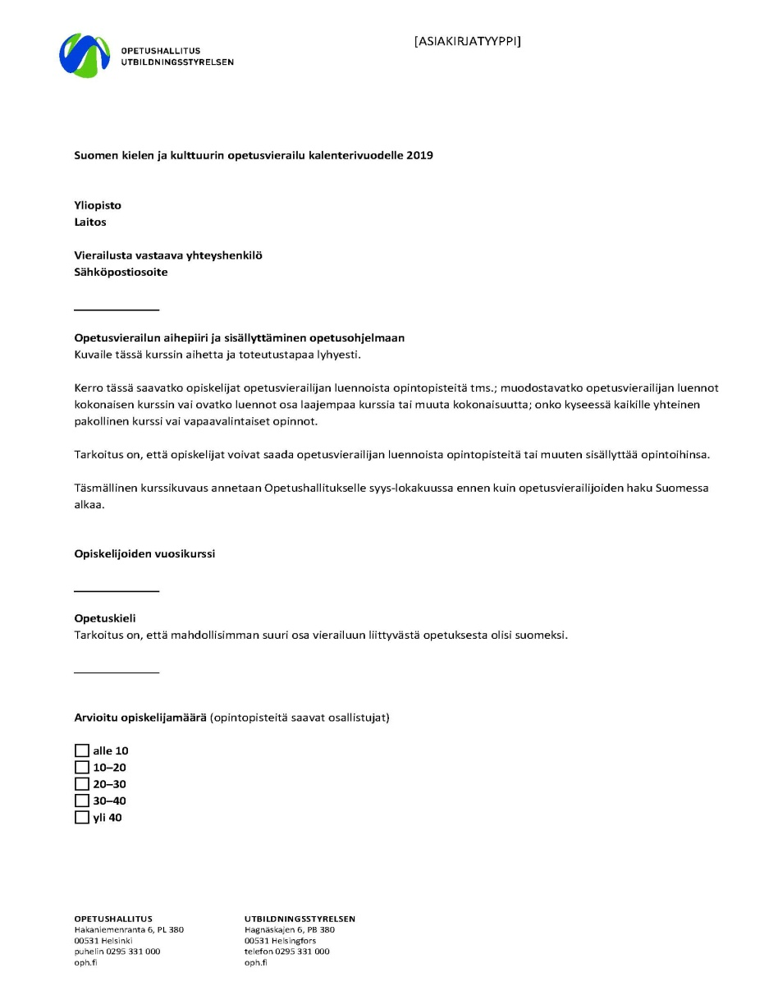 OPETUSHALLITUS
UTBILDNINGSSTYRELSEN
[ASIAKIRJATYYPPI]
Suomen kielen ja kulttuurin opetusvierailu kalenterivuodelle 2019
Yliopisto
Laitos
Vierailusta vastaava yhteyshenkilö
Sähköpostiosoite
Opetusvierailun aihepiiri ja sisällyttäminen opetusohjelmaan
Kuvaile tässä kurssin aihetta ja toteutustapaa lyhyesti.
Kerro tässä saavatko opiskelijat opetusvierailijan luennoista opintopisteitä tms.; muodostavatko opetusvierailijan luennot
kokonaisen kurssin vai ovatko luennot osa laajempaa kurssia tai muuta kokonaisuutta; onko kyseessä kaikille yhteinen
pakollinen kurssi vai vapaavalintaiset opinnot.
Tarkoitus on, että opiskelijat voivat saada opetusvierailijan luennoista opintopisteitä tai muuten sisällyttää opintoihinsa.
Täsmällinen kurssikuvaus annetaan Opetushallitukselle syys-lokakuussa ennen kuin opetusvierailijoiden haku Suomessa
alkaa.
Opiskelijoiden vuosikurssi
Opetuskieli
Tarkoitus on, että mahdollisimman suuri osa vierailuun liittyvästä opetuksesta olisi suomeksi.
Arvioitu opiskelijamäärä (opintopisteitä saavat osallistujat)
alle 10
10–20
20–30
30–40
yli 40
OPETUSHALLITUS
Hakaniemenranta 6, PL 380
00531 Helsinki
puhelin 0295 331 000
oph.fi
UTBILDNINGSSTYRELSEN
Hagnäskajen 6, PB 380
00531 Helsingfors
telefon 0295 331 000
oph.fi